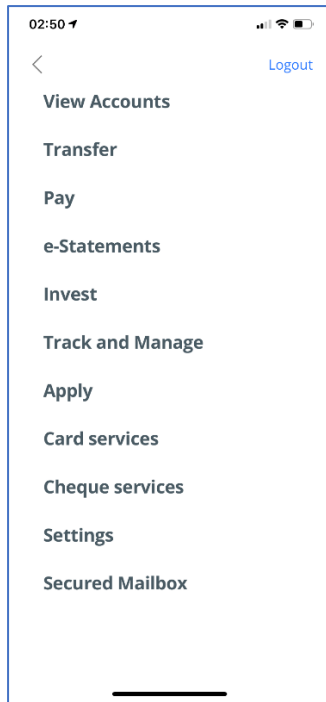 02:50
Logout
View Accounts
Transfer
Pay
e-Statements
Invest
Track and Manage
Apply
Card services
Cheque services
Settings
Secured Mailbox